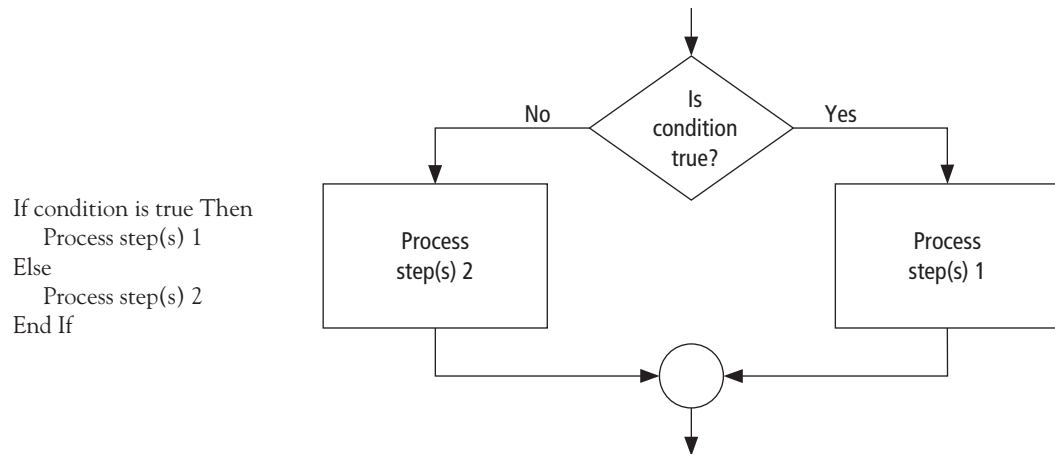 If condition is true Then
Process step(s) 1
Else
Process step(s) 2
End If
No
Is
condition
true?
Yes
Process
step(s) 2
Process
step(s) 1